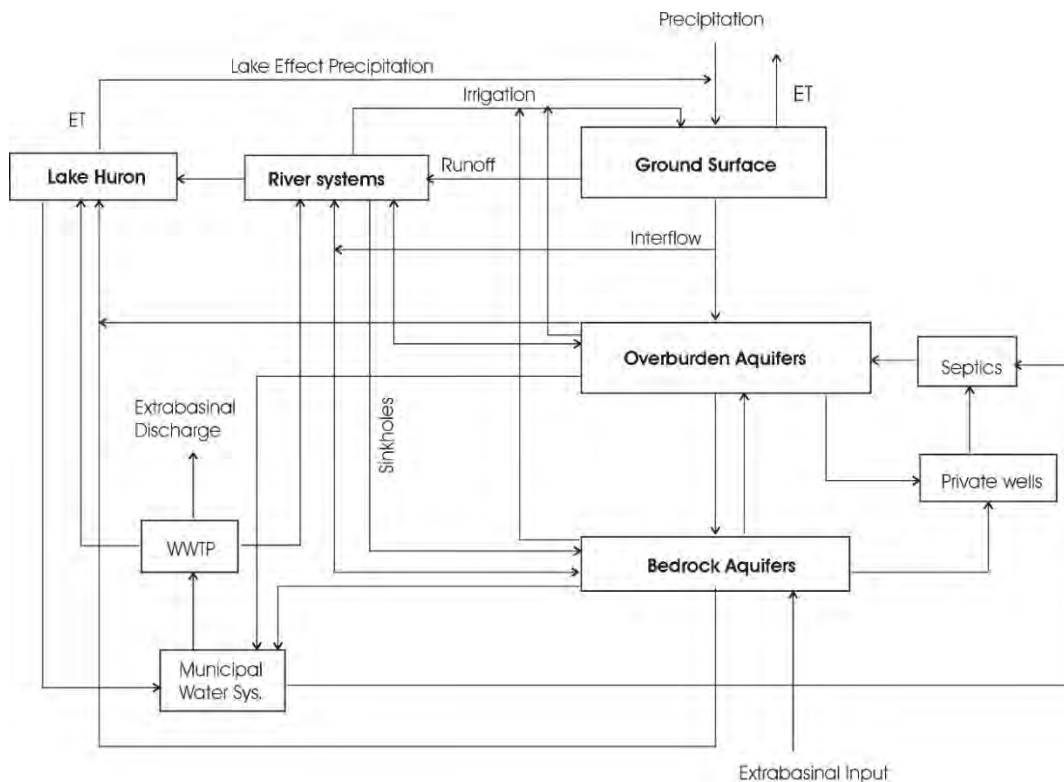 Precipitation
Lake Effect Precipitation
Irrigation
ET
ET
Lake Huron
River systems
Runoff
Ground Surface
Interflow
Overburden Aquifers
Septics
Extrabasinal
Discharge
Sinkholes
Private wells
WWTP
Bedrock Aquifers
Municipal
Water Sys.
Extrabasinal Input